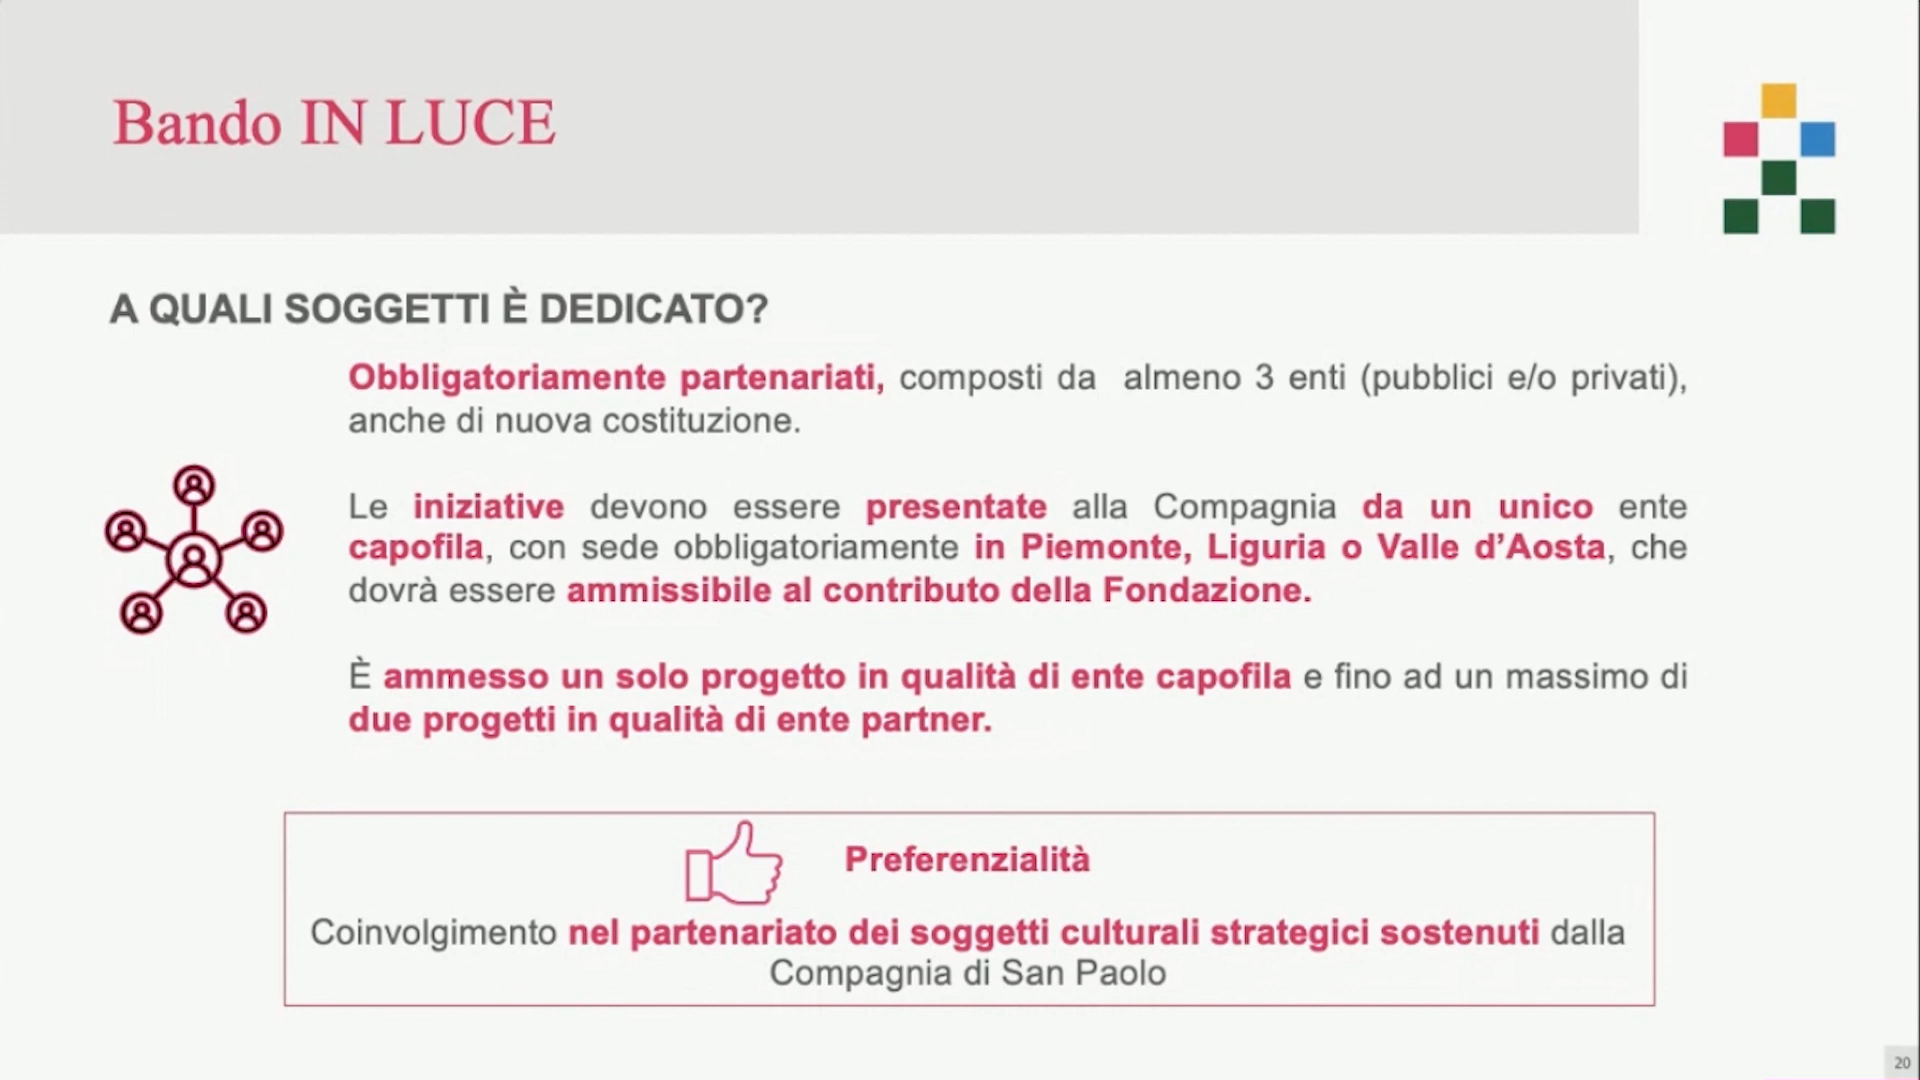 Bando IN LUCE
A QUALI SOGGETTI È DEDICATO?
Obbligatoriamente partenariati, composti da almeno 3 enti (pubblici e/o privati),
anche di nuova costituzione.
Le iniziative devono essere presentate alla Compagnia da un unico ente
capofila, con sede obbligatoriamente in Piemonte, Liguria o Valle d’Aosta, che
dovrà essere ammissibile al contributo della Fondazione.
È ammesso un solo progetto in qualità di ente capofila e fino ad un massimo di
due progetti in qualità di ente partner.
Preferenzialità
Coinvolgimento nel partenariato dei soggetti culturali strategici sostenuti dalla
Compagnia di San Paolo
20